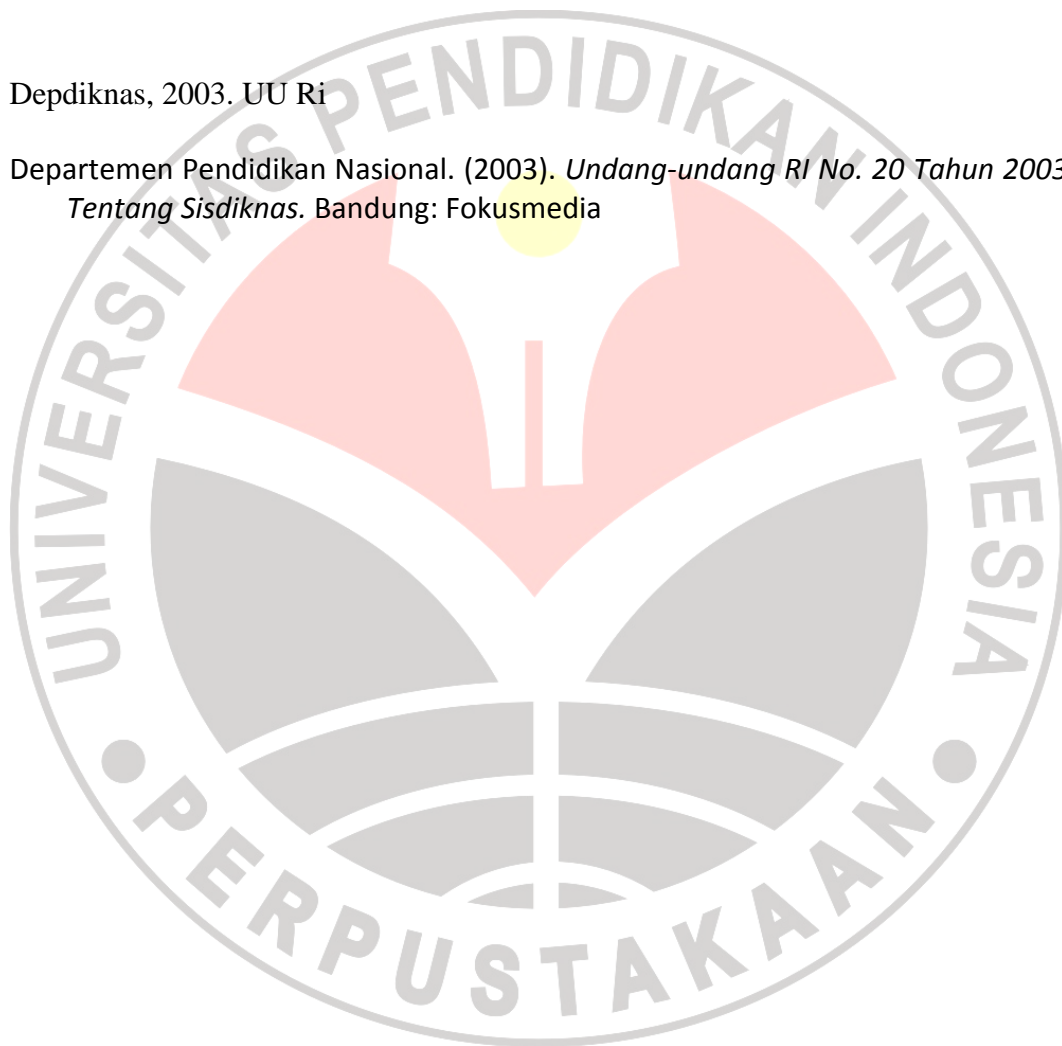 Depdiknas, 2003. UU Ri
Departemen Pendidikan Nasional. (2003). Undang-undang RI No. 20 Tahun 2003
Tentang Sisdiknas. Bandung: Fokusmedia
UNIVERSITAS PENDIDIKAN INDONESIA
PERPUSTAKAAN